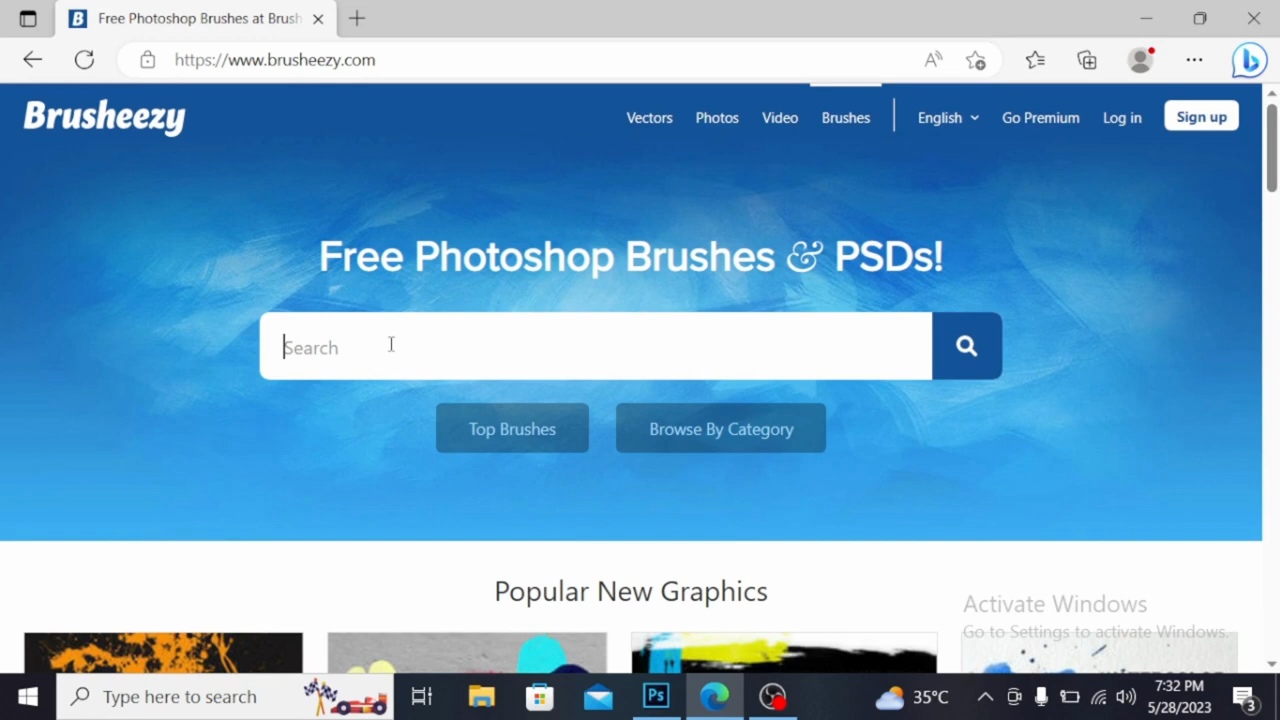 Free Photoshop Brushes at Brush
https://www.brusheezy.com
Brusheezy
Vectors
Photos
Video
Brushes
English
Go Premium
Log in
Sign up
Free Photoshop Brushes & PSDs!
Search
Top Brushes
Browse By Category
Popular New Graphics
Activate Windows
Go to Settings to activate Windows.
Type here to search
Ps
35°C
7:32 PM
5/28/2023
3